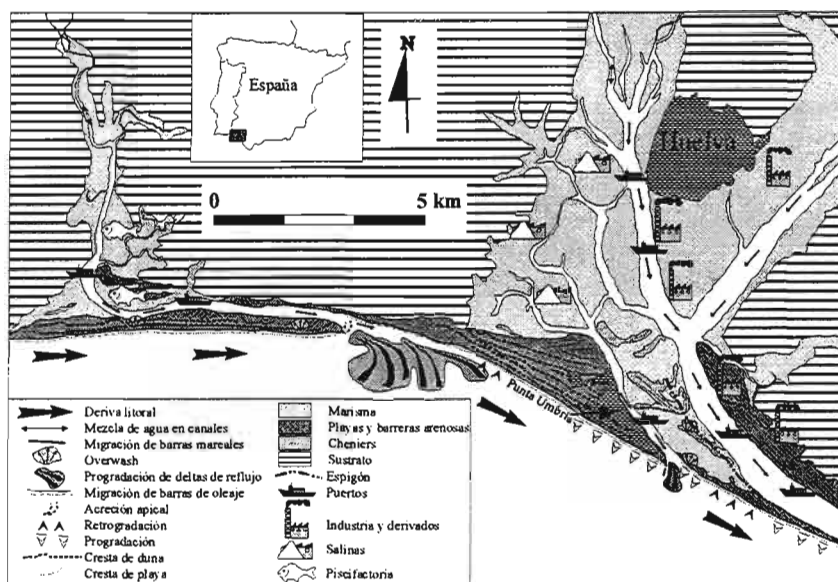 España
N
Huelva
0 5 km
Punta Umbria
Deriva litoral
Mezcla de agua en canales
Migración de barras mareales
Overwash
Progradación de deltas de reflujo
Migración de barras de oleaje
Acreción apical
Retrogradación
Progradación
Cresta de duna
Cresta de playa
Marisma
Playas y barreras arenosas
Cheniers
Sustrato
Espigón
Puertos
Industria y derivados
Salinas
Piscifactoria